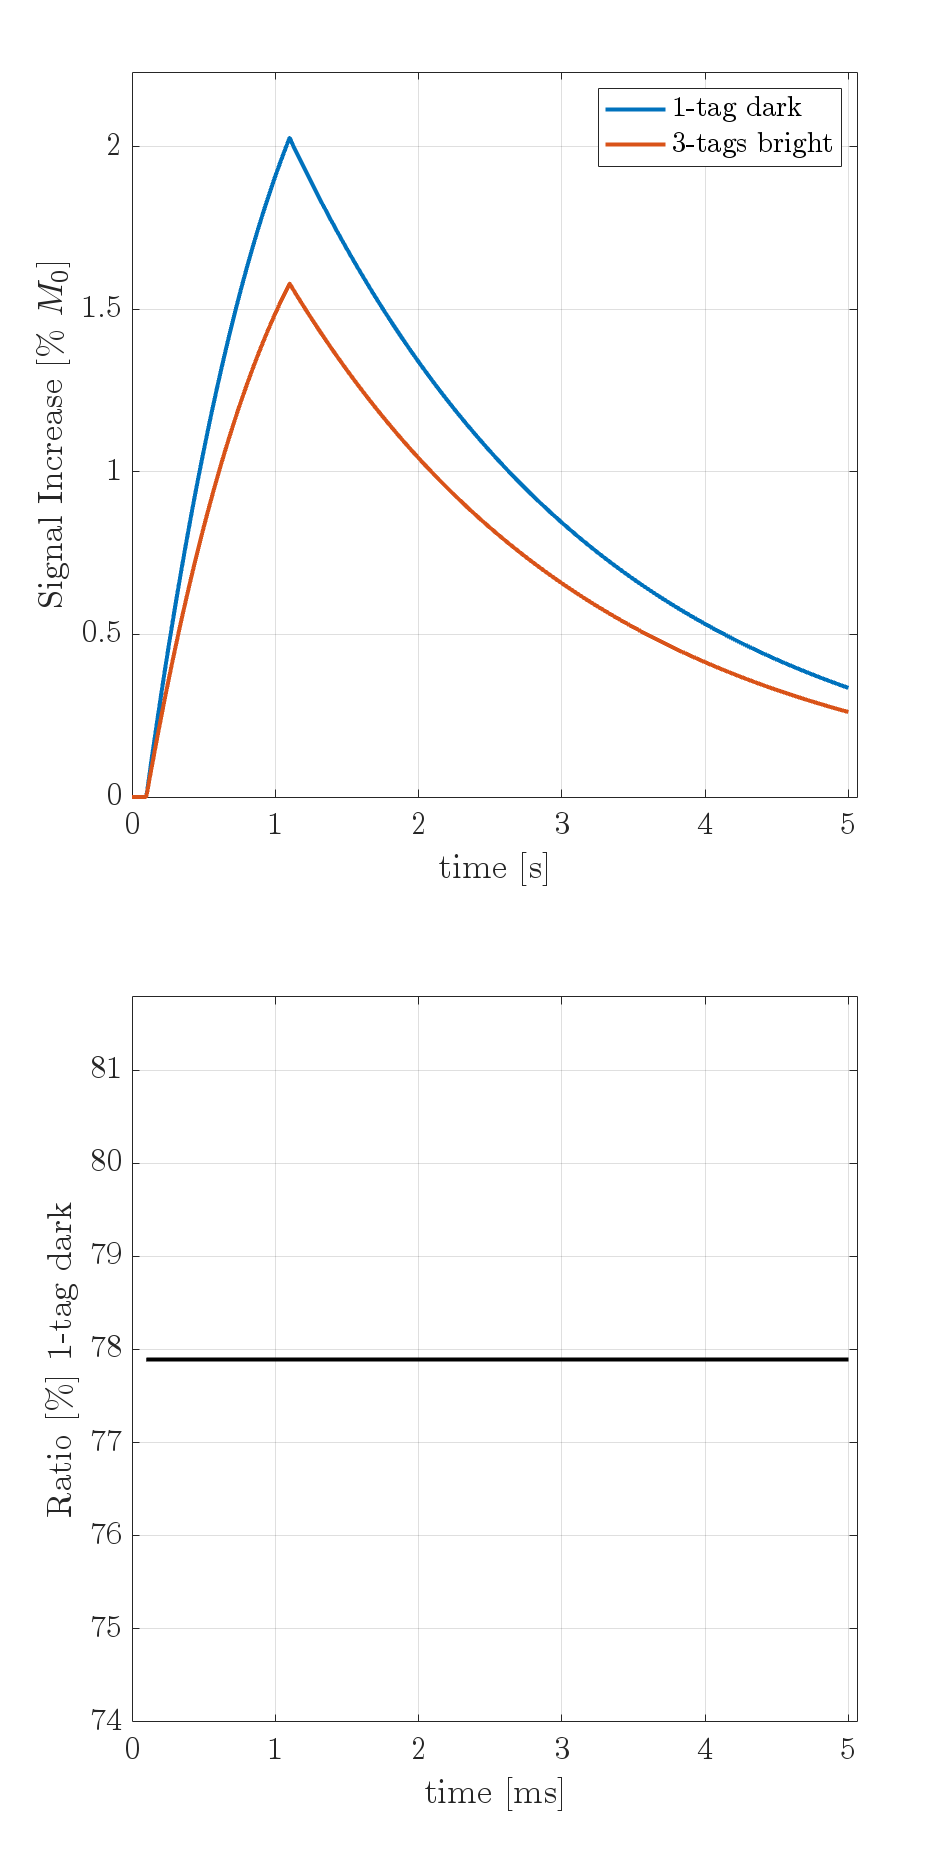 1-tag dark
3-tags bright
2
1.5
1
0.5
0
Signal Increase [% M₀]
0 1 2 3 4 5
time [s]
81
80
79
78
77
76
75
74
Ratio [%] 1-tag dark
0 1 2 3 4 5
time [ms]